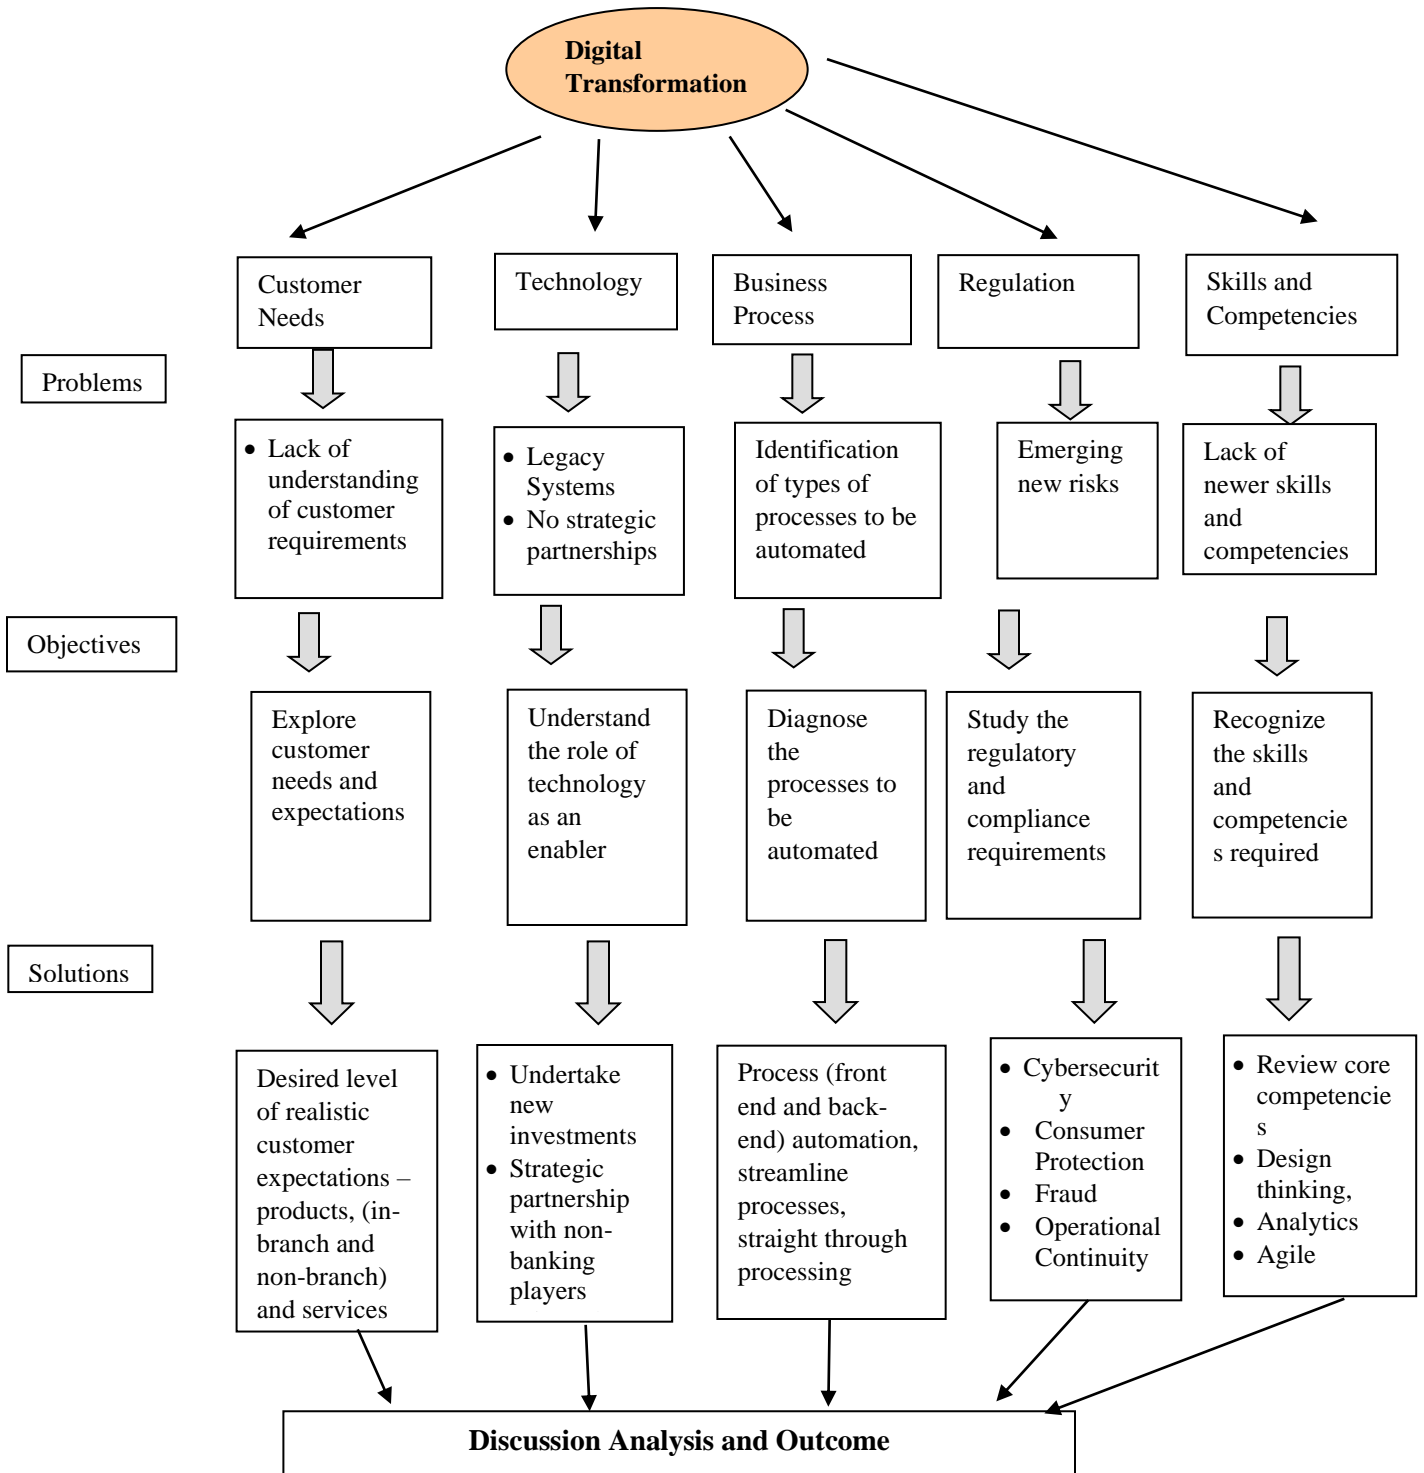 Digital
Transformation
Customer
Needs
Technology
Business
Process
Regulation
Skills and
Competencies
Problems
• Lack of
understanding
of customer
requirements
• Legacy
Systems
• No strategic
partnerships
Identification
of types of
processes to be
automated
Emerging
new risks
Lack of
newer skills
and
competencies
Objectives
Explore
customer
needs and
expectations
Understand
the role of
technology
as an
enabler
Diagnose
the
processes to
be
automated
Study the
regulatory
and
compliance
requirements
Recognize
the skills
and
competencie
s required
Solutions
Desired level
of realistic
customer
expectations –
products, (in-
branch and
non-branch)
and services
• Undertake
new
investments
• Strategic
partnership
with non-
banking
players
Process (front
end and back-
end) automation,
streamline
processes,
straight through
processing
• Cybersecurit
y
• Consumer
Protection
• Fraud
• Operational
Continuity
• Review core
competencie
s
• Design
thinking,
• Analytics
• Agile
Discussion Analysis and Outcome